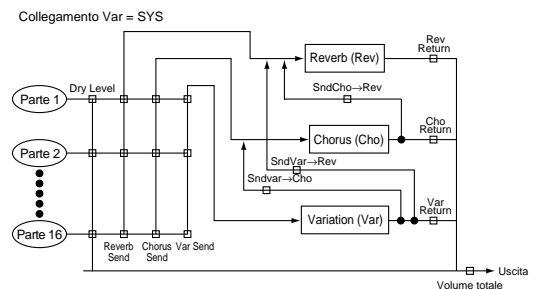 Collegamento Var = SYS
Rev
Return
Reverb (Rev)
Dry Level
SndCho→Rev
Parte 1
Cho
Return
Chorus (Cho)
Parte 2
SndVar→Rev
Sndvar→Cho
Var
Return
Variation (Var)
Parte 16
Reverb
Send
Chorus
Send
Var Send
Uscita
Volume totale